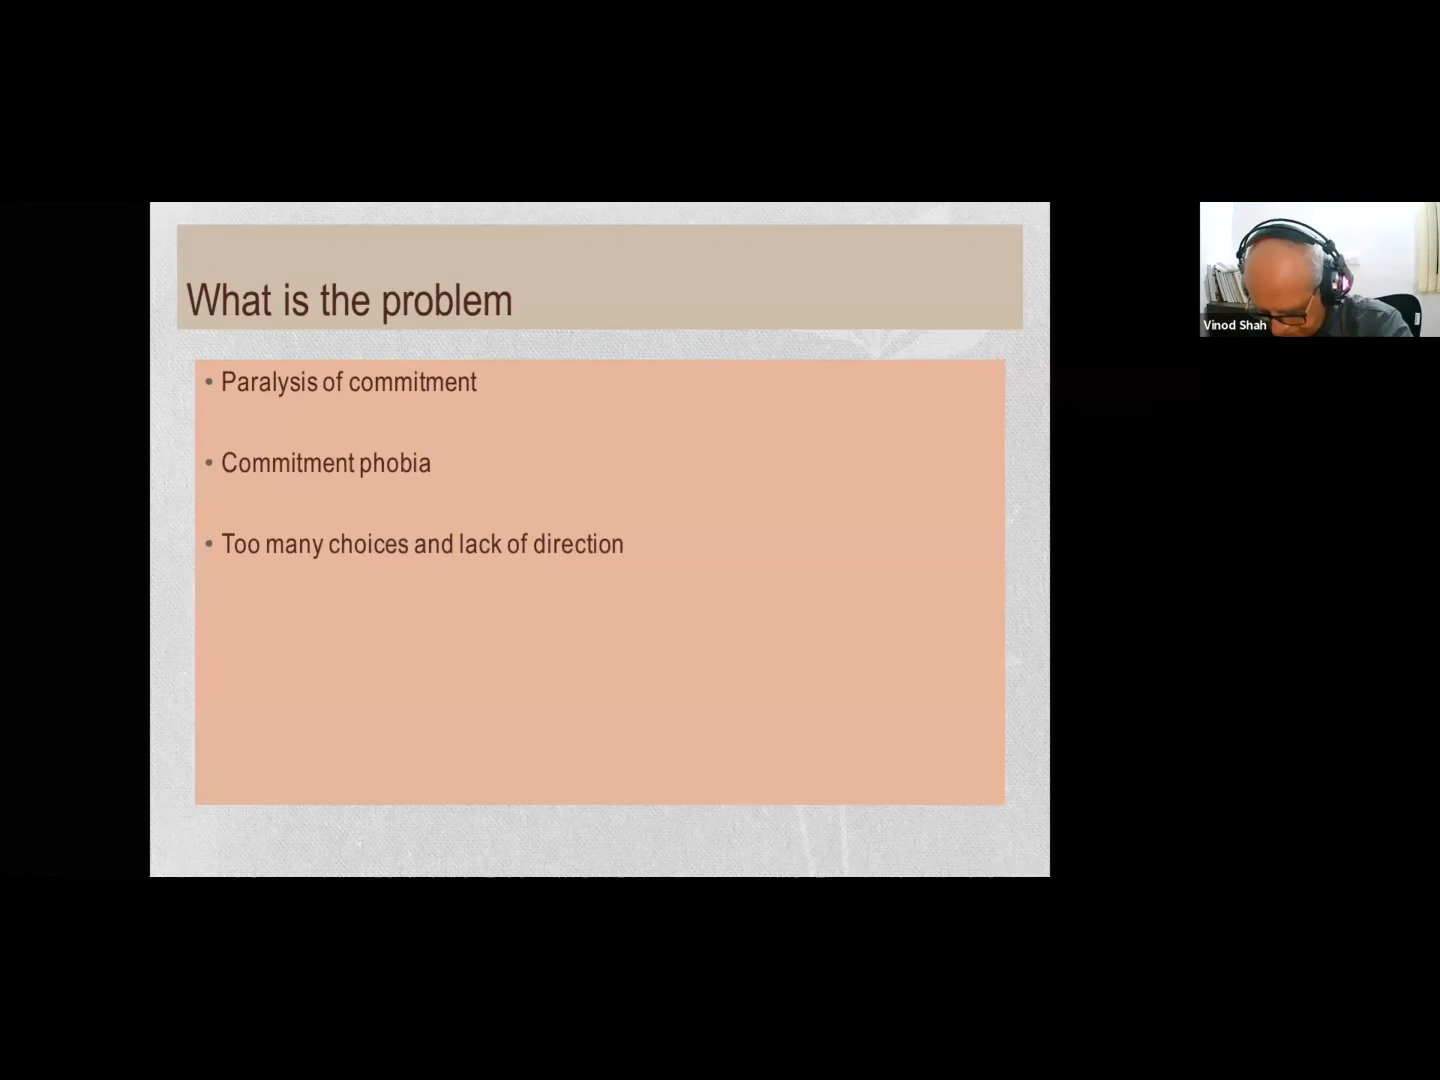 What is the problem
• Paralysis of commitment
• Commitment phobia
• Too many choices and lack of direction
Vinod Shah